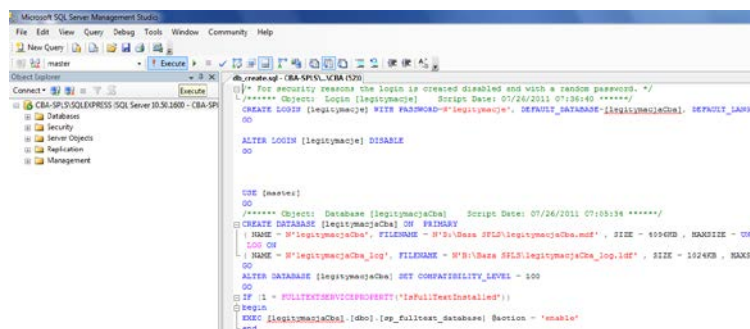 Microsoft SQL Server Management Studio
File Edit View Query Debug Tools Window Community Help
New Query
master Execute
Object Explorer
db_create.sql - CBA-SPLS\...\CBA (52))
Connect
Execute
/* For security reasons the login is created disabled and with a random password. */
/****** Object: Login [legitymacje] Script Date: 07/26/2011 07:36:40 ******/
CREATE LOGIN [legitymacje] WITH PASSWORD=N'legitymacje', DEFAULT_DATABASE=[legitymacjaCba], DEFAULT_LANG
GO
ALTER LOGIN [legitymacje] DISABLE
GO
CBA-SPLS\SQLEXPRESS (SQL Server 10.50.1600 - CBA-SPL
Databases
Security
Server Objects
Replication
Management
USE [master]
GO
/****** Object: Database [legitymacjaCba] Script Date: 07/26/2011 07:05:34 ******/
CREATE DATABASE [legitymacjaCba] ON PRIMARY
( NAME = N'legitymacjaCba', FILENAME = N'B:\Baza SPLS\legitymacjaCba.mdf' , SIZE = 4096KB , MAXSIZE = UN
LOG ON
( NAME = N'legitymacjaCba_log', FILENAME = N'B:\Baza SPLS\legitymacjaCba_log.ldf' , SIZE = 1024KB , MAXS
GO
ALTER DATABASE [legitymacjaCba] SET COMPATIBILITY_LEVEL = 100
GO
IF (1 = FULLTEXTSERVICEPROPERTY('IsFullTextInstalled'))
begin
EXEC [legitymacjaCba].[dbo].[sp_fulltext_database] @action = 'enable'
end